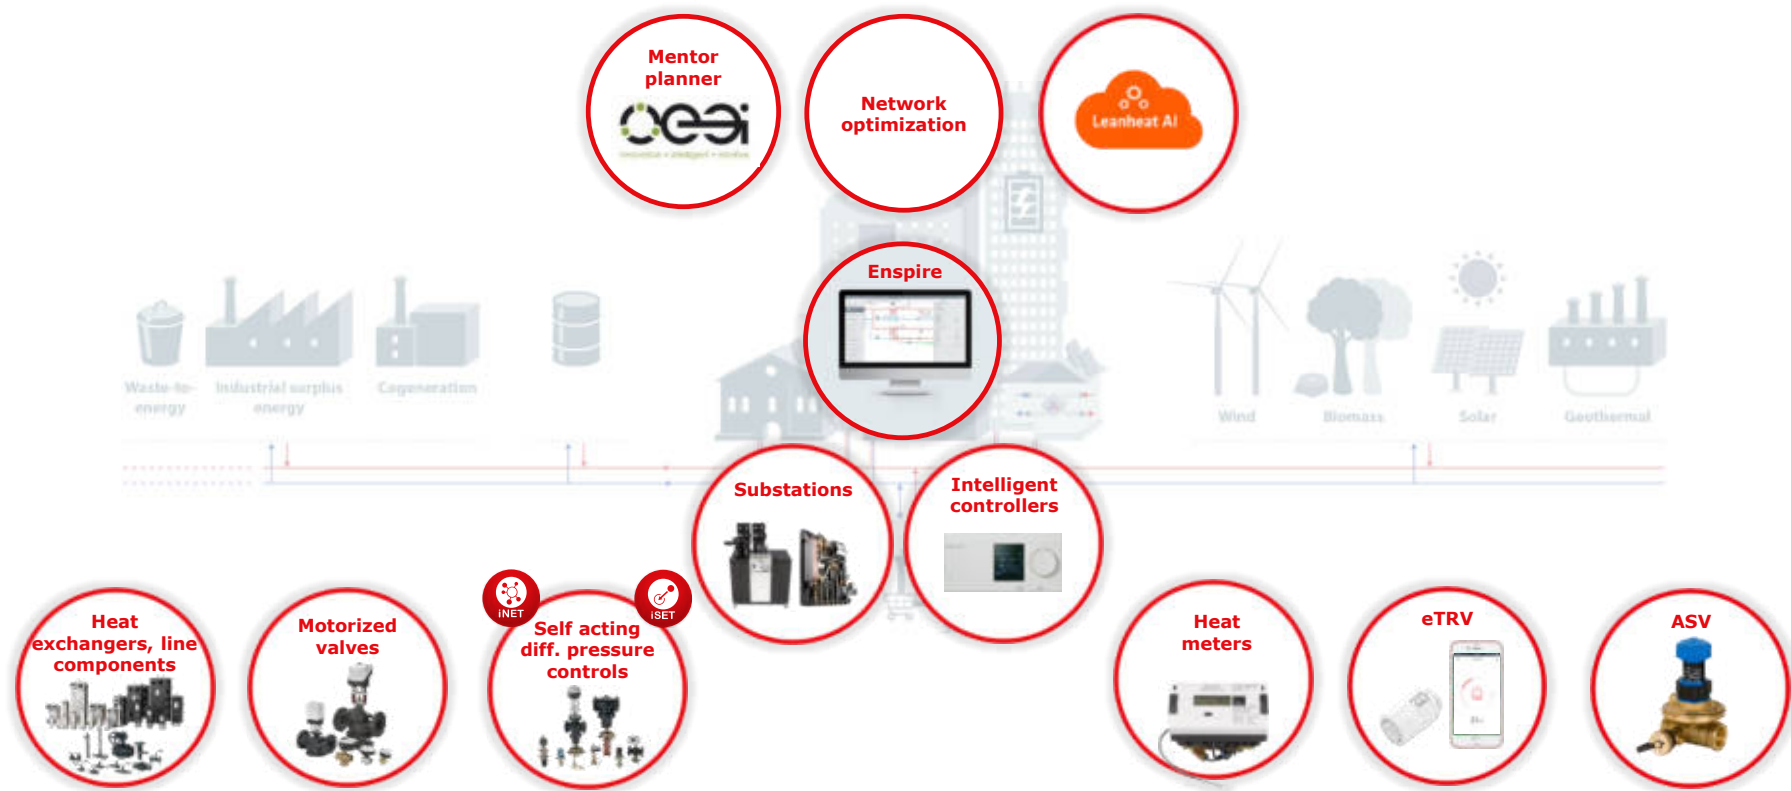 Mentor
planner
oeei
Network
optimization
Leanheat AI
Enspire
Waste-to-
energy
Industrial surplus
energy
Cogeneration
Wind
Biomass
Solar
Geothermal
Substations
Intelligent
controllers
iNET
iSET
Heat
exchangers, line
components
Motorized
valves
Self acting
diff. pressure
controls
Heat
meters
eTRV
ASV